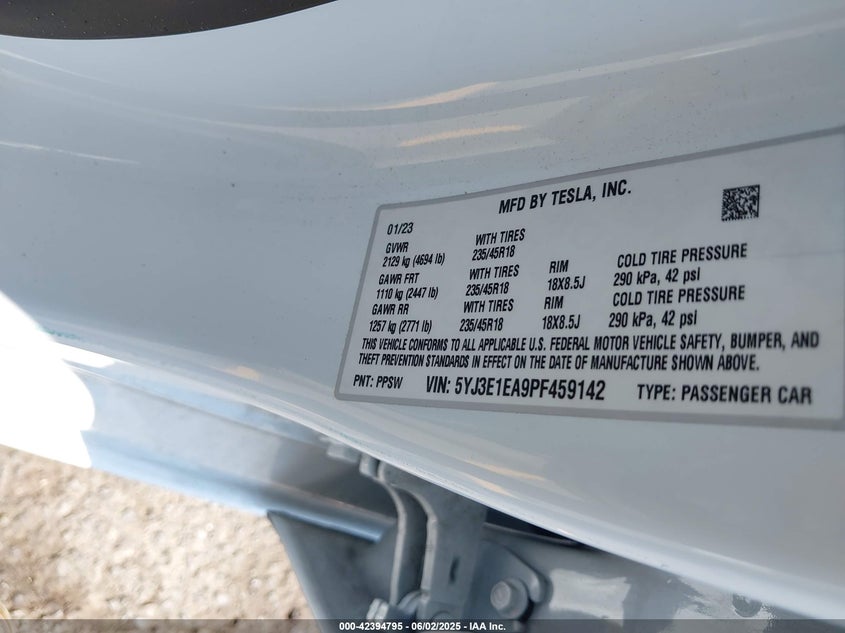 MFD BY TESLA, INC.
01/23
GVWR WITH TIRES
2129 kg (4694 lb) 235/45R18
GAWR FRT WITH TIRES RIM COLD TIRE PRESSURE
1110 kg (2447 lb) 235/45R18 18X8.5J 290 kPa, 42 psi
GAWR RR WITH TIRES RIM COLD TIRE PRESSURE
1257 kg (2771 lb) 235/45R18 18X8.5J 290 kPa, 42 psi
THIS VEHICLE CONFORMS TO ALL APPLICABLE U.S. FEDERAL MOTOR VEHICLE SAFETY, BUMPER, AND
THEFT PREVENTION STANDARDS IN EFFECT ON THE DATE OF MANUFACTURE SHOWN ABOVE.
PNT: PPSW VIN: 5YJ3E1EA9PF459142 TYPE: PASSENGER CAR
000-42394795 - 06/02/2025 - IAA Inc.